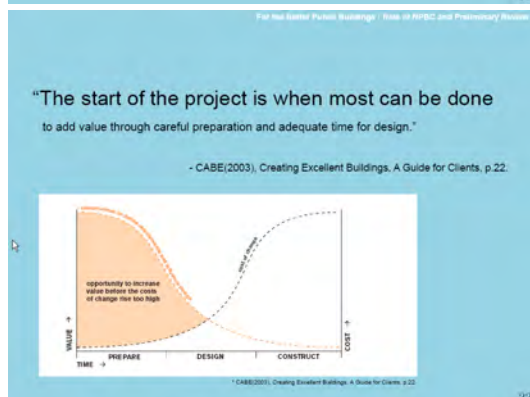 For the Better Public Buildings : Role of NPBC and Preliminary Review
“The start of the project is when most can be done
to add value through careful preparation and adequate time for design.”
- CABE(2003), Creating Excellent Buildings, A Guide for Clients, p.22.
opportunity to increase
value before the costs
of change rise too high
cost of change
VALUE →
COST →
PREPARE
DESIGN
CONSTRUCT
TIME →
* CABE(2003), Creating Excellent Buildings, A Guide for Clients, p.22